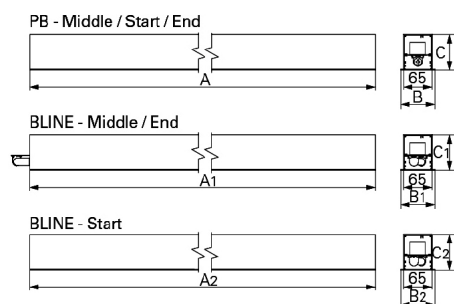 PB - Middle / Start / End
C
65
A
B
BLINE - Middle / End
C1
65
A1
B1
BLINE - Start
C2
65
A2
B2